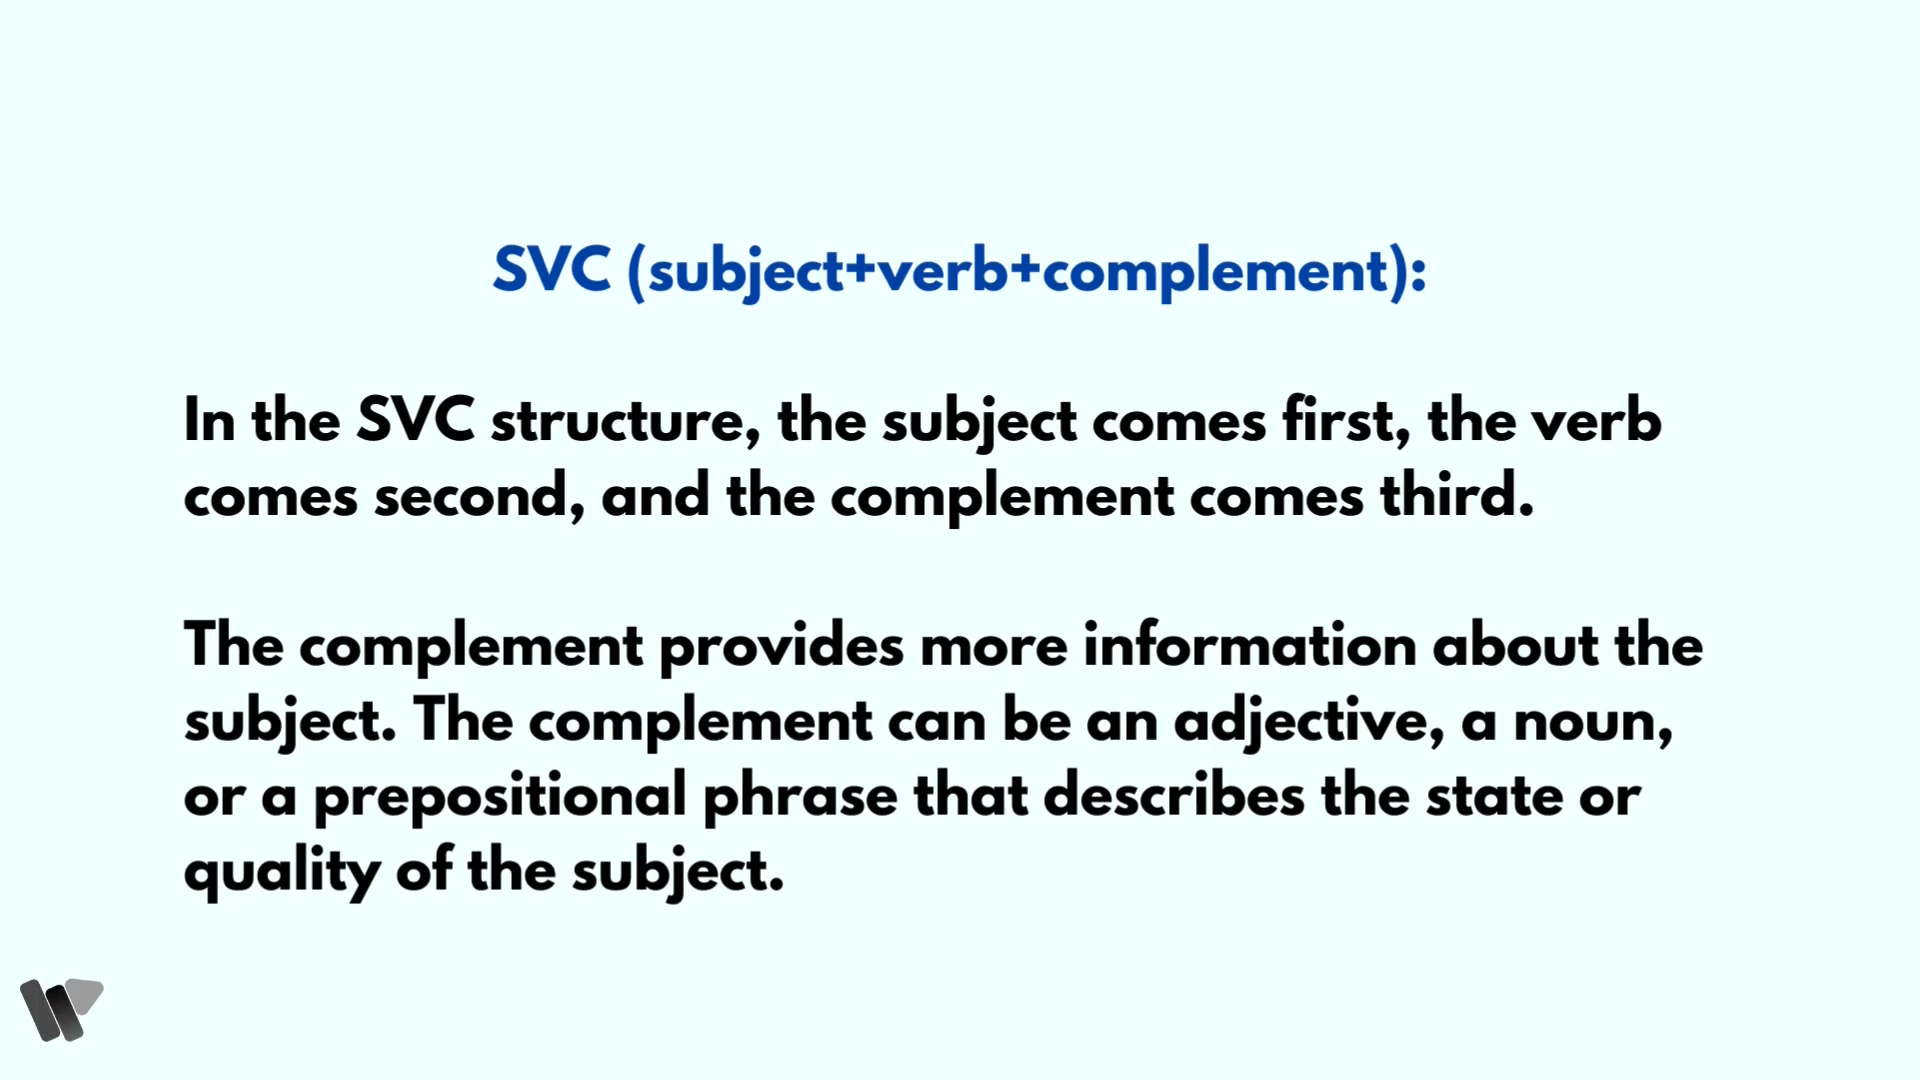 SVC (subject+verb+complement):
In the SVC structure, the subject comes first, the verb
comes second, and the complement comes third.
The complement provides more information about the
subject. The complement can be an adjective, a noun,
or a prepositional phrase that describes the state or
quality of the subject.